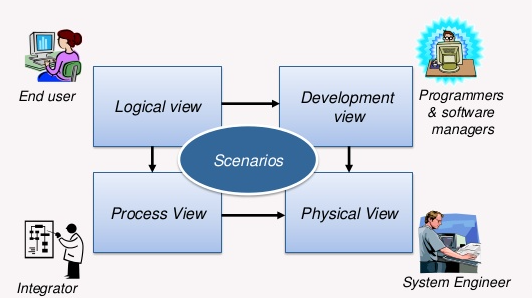 End user
Logical view
Development
view
Programmers
& software
managers
Scenarios
Process View
Physical View
Integrator
System Engineer